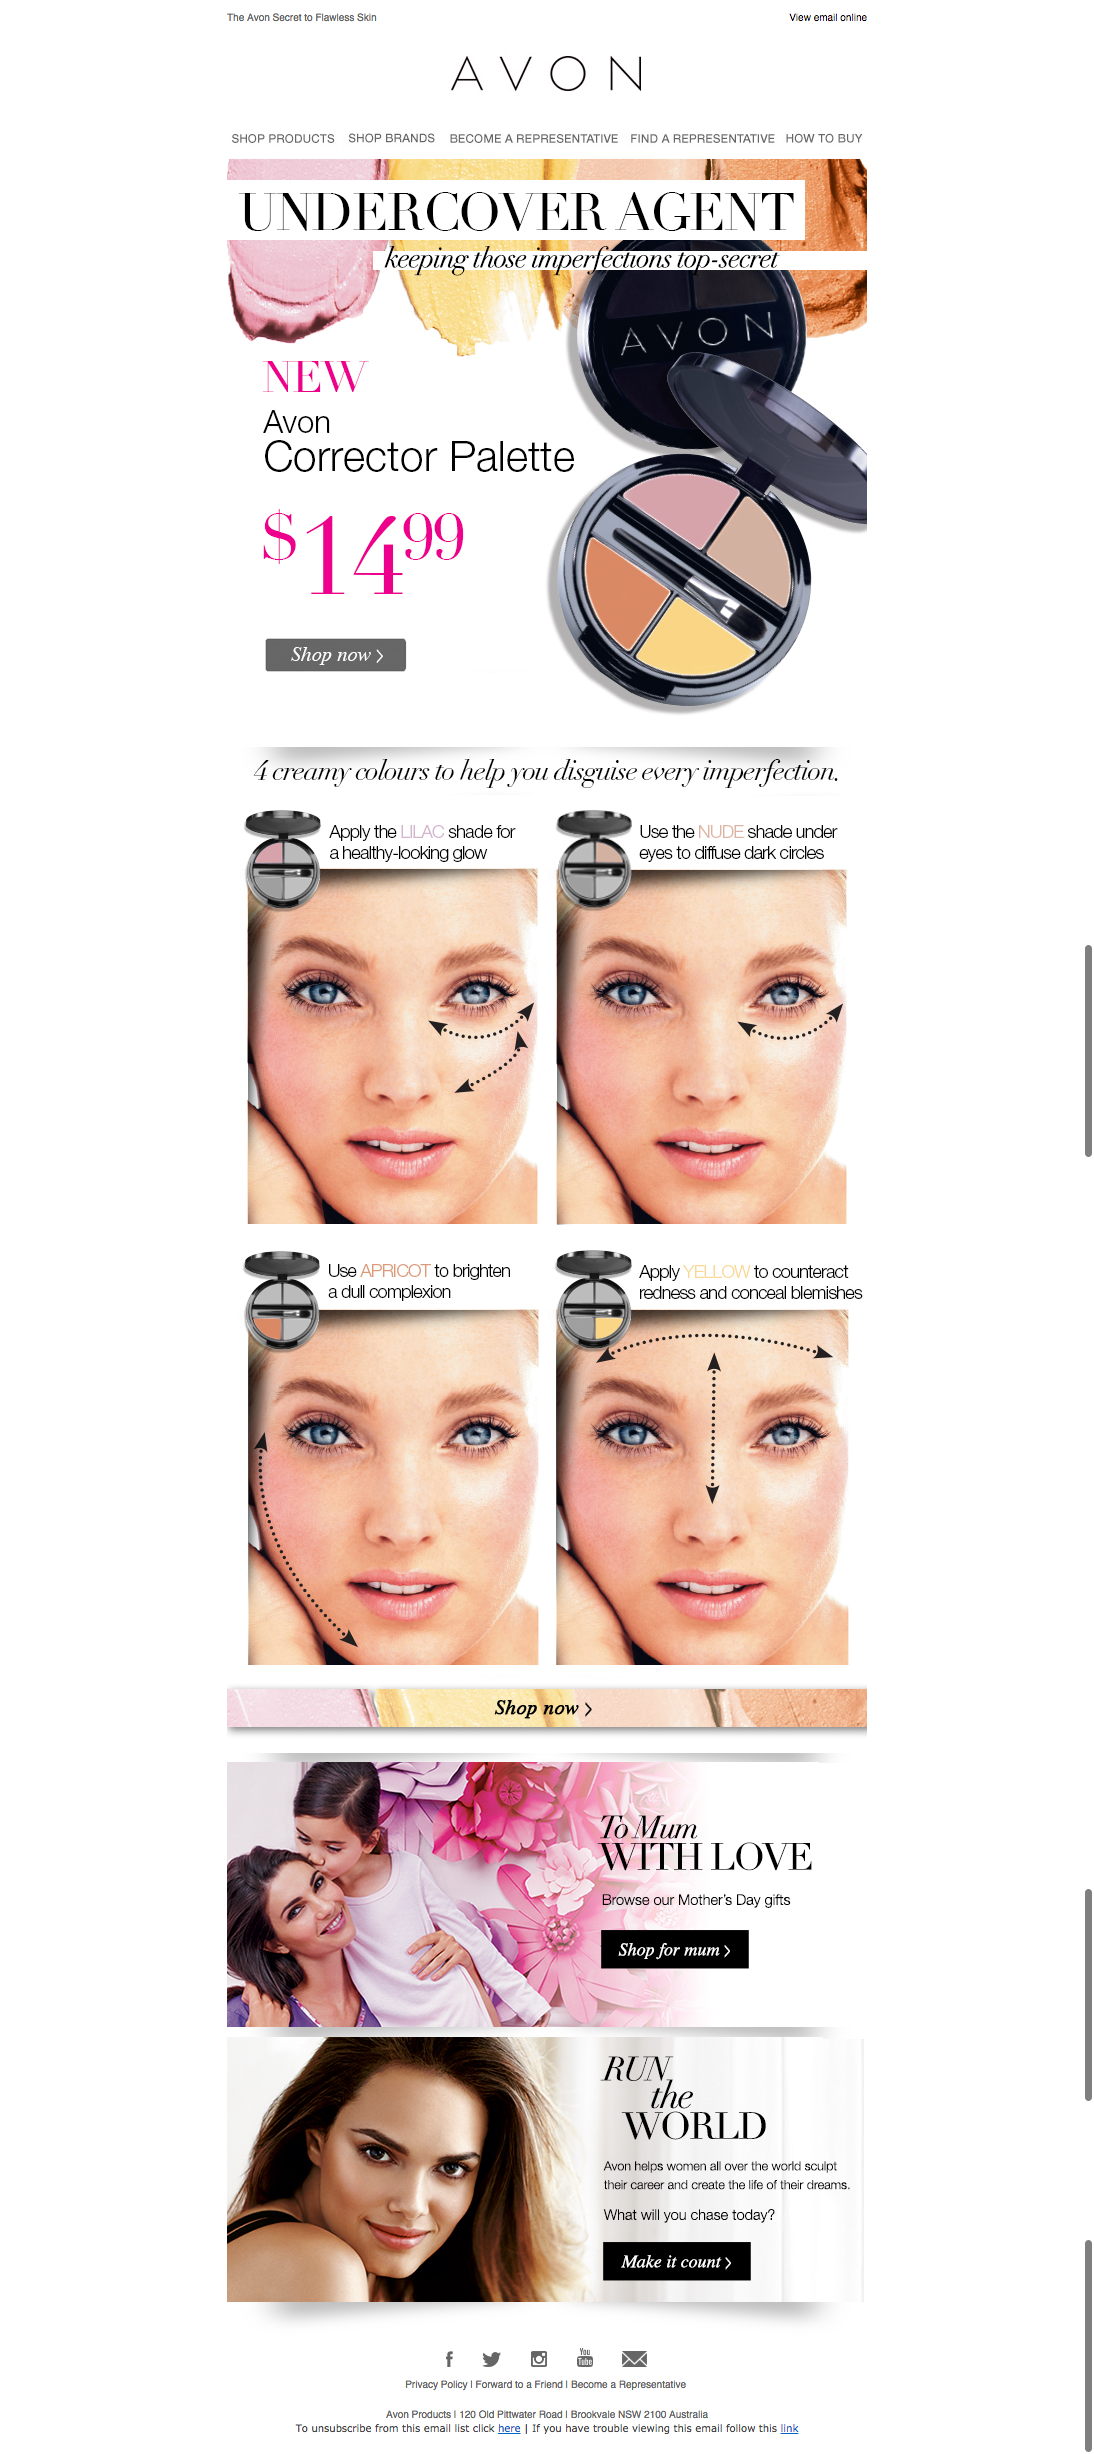 The Avon Secret to Flawless Skin
View email online
AVON
SHOP PRODUCTS SHOP BRANDS BECOME A REPRESENTATIVE FIND A REPRESENTATIVE HOW TO BUY
UNDERCOVER AGENT
keeping those imperfections top-secret
AVON
NEW
Avon
Corrector Palette
$14.99
Shop now >
4 creamy colours to help you disguise every imperfection.
Apply the LILAC shade for
a healthy-looking glow
Use the NUDE shade under
eyes to diffuse dark circles
Use APRICOT to brighten
a dull complexion
Apply YELLOW to counteract
redness and conceal blemishes
Shop now >
To Mum
WITH LOVE
Browse our Mother's Day gifts
Shop for mum >
RUN
the
WORLD
Avon helps women all over the world sculpt
their career and create the life of their dreams.
What will you chase today?
Make it count >
You
Tube
Privacy Policy | Forward to a Friend | Become a Representative
Avon Products | 120 Old Pittwater Road | Brookvale NSW 2100 Australia
To unsubscribe from this email list click here | If you have trouble viewing this email follow this link